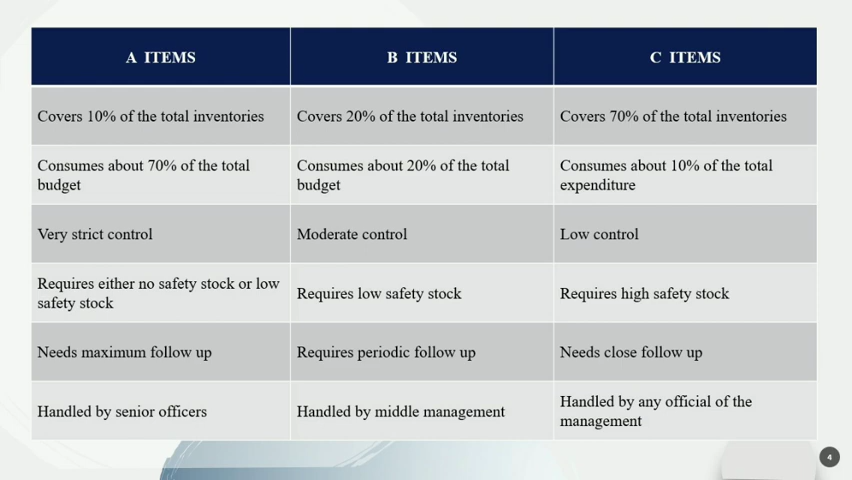 A ITEMS
B ITEMS
C ITEMS
Covers 10% of the total inventories
Covers 20% of the total inventories
Covers 70% of the total inventories
Consumes about 70% of the total
budget
Consumes about 20% of the total
budget
Consumes about 10% of the total
expenditure
Very strict control
Moderate control
Low control
Requires either no safety stock or low
safety stock
Requires low safety stock
Requires high safety stock
Needs maximum follow up
Requires periodic follow up
Needs close follow up
Handled by senior officers
Handled by middle management
Handled by any official of the
management
4